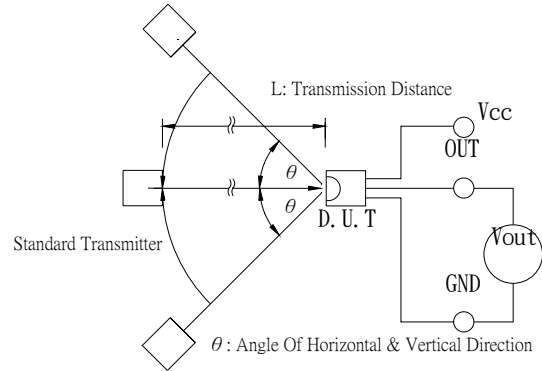 L: Transmission Distance
Vcc
OUT
θ
θ
D.U.T
Standard Transmitter
Vout
GND
θ : Angle Of Horizontal & Vertical Direction